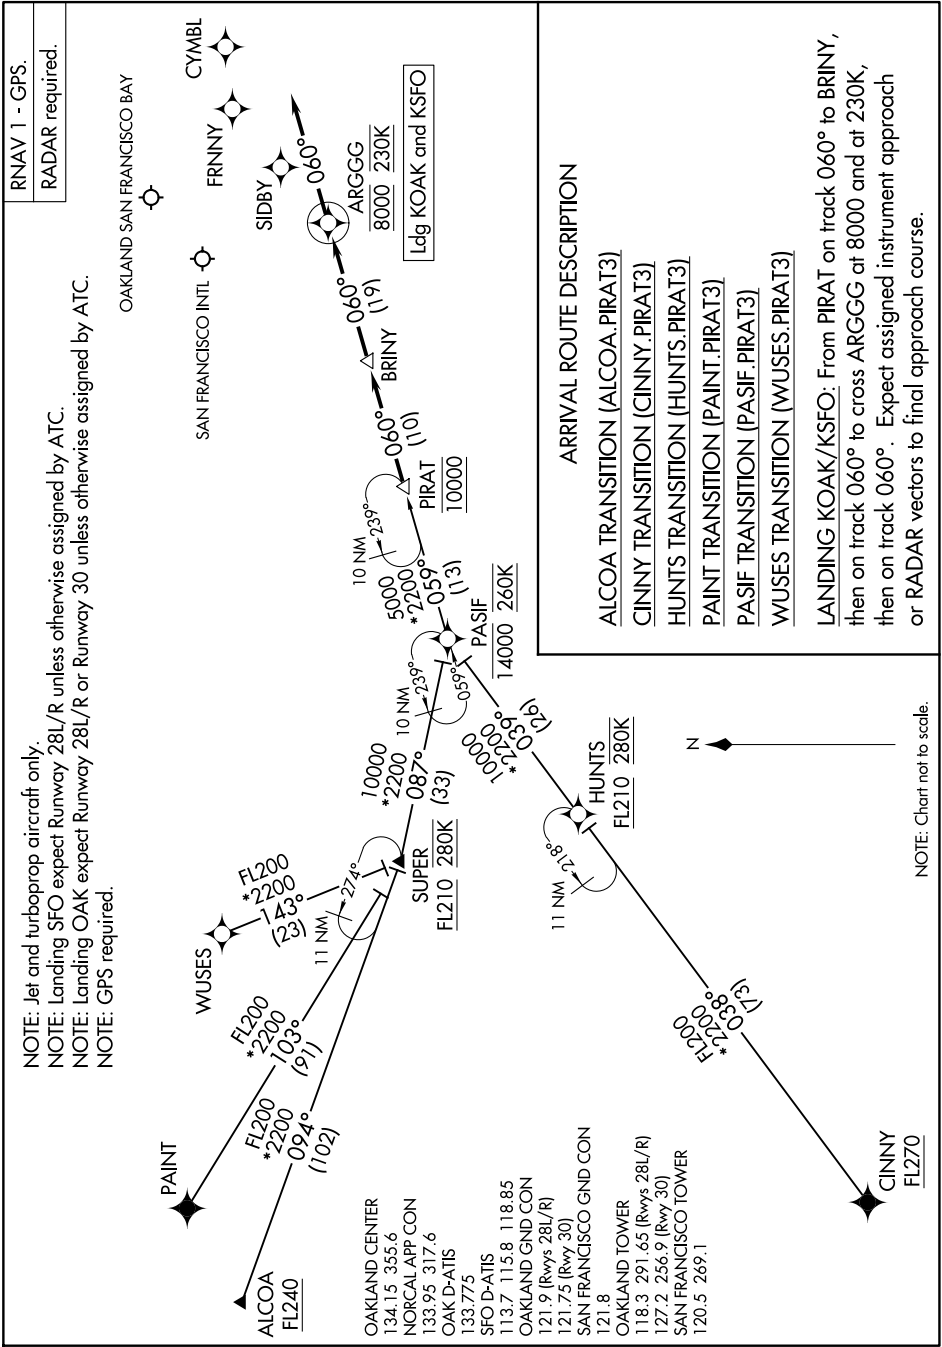 RNAV 1 - GPS.
RADAR required.
NOTE: Jet and turboprop aircraft only.
NOTE: Landing SFO expect Runway 28L/R unless otherwise assigned by ATC.
NOTE: Landing OAK expect Runway 28L/R or Runway 30 unless otherwise assigned by ATC.
NOTE: GPS required.
OAKLAND SAN FRANCISCO BAY
SAN FRANCISCO INTL
CYMBL
FRNNY
SIDBY
060°
ARGGG
8000 230K
Ldg KOAK and KSFO
060°
(19)
BRINY
060°
(10)
PIRAT
10000
10 NM
239°
5000
*2200
059°
(13)
PASIF
14000 260K
10 NM
239°
059°
10000
*2200
087°
(33)
SUPER
FL210 280K
11 NM
274°
WUSES
FL200
*2200
143°
(23)
PAINT
FL200
*2200
103°
(91)
ALCOA
FL240
FL200
*2200
094°
(102)
10000
*2200
039°
(26)
HUNTS
FL210 280K
11 NM
218°
FL200
*2200
038°
(73)
CINNY
FL270
OAKLAND CENTER
134.15 355.6
NORCAL APP CON
133.95 317.6
OAK D-ATIS
133.775
SFO D-ATIS
113.7 115.8 118.85
OAKLAND GND CON
121.9 (Rwys 28L/R)
121.75 (Rwy 30)
SAN FRANCISCO GND CON
121.8
OAKLAND TOWER
118.3 291.65 (Rwys 28L/R)
127.2 256.9 (Rwy 30)
SAN FRANCISCO TOWER
120.5 269.1
N
NOTE: Chart not to scale.
ARRIVAL ROUTE DESCRIPTION
ALCOA TRANSITION (ALCOA.PIRAT3)
CINNY TRANSITION (CINNY.PIRAT3)
HUNTS TRANSITION (HUNTS.PIRAT3)
PAINT TRANSITION (PAINT.PIRAT3)
PASIF TRANSITION (PASIF.PIRAT3)
WUSES TRANSITION (WUSES.PIRAT3)
LANDING KOAK/KSFO: From PIRAT on track 060° to BRINY,
then on track 060° to cross ARGGG at 8000 and at 230K,
then on track 060°. Expect assigned instrument approach
or RADAR vectors to final approach course.